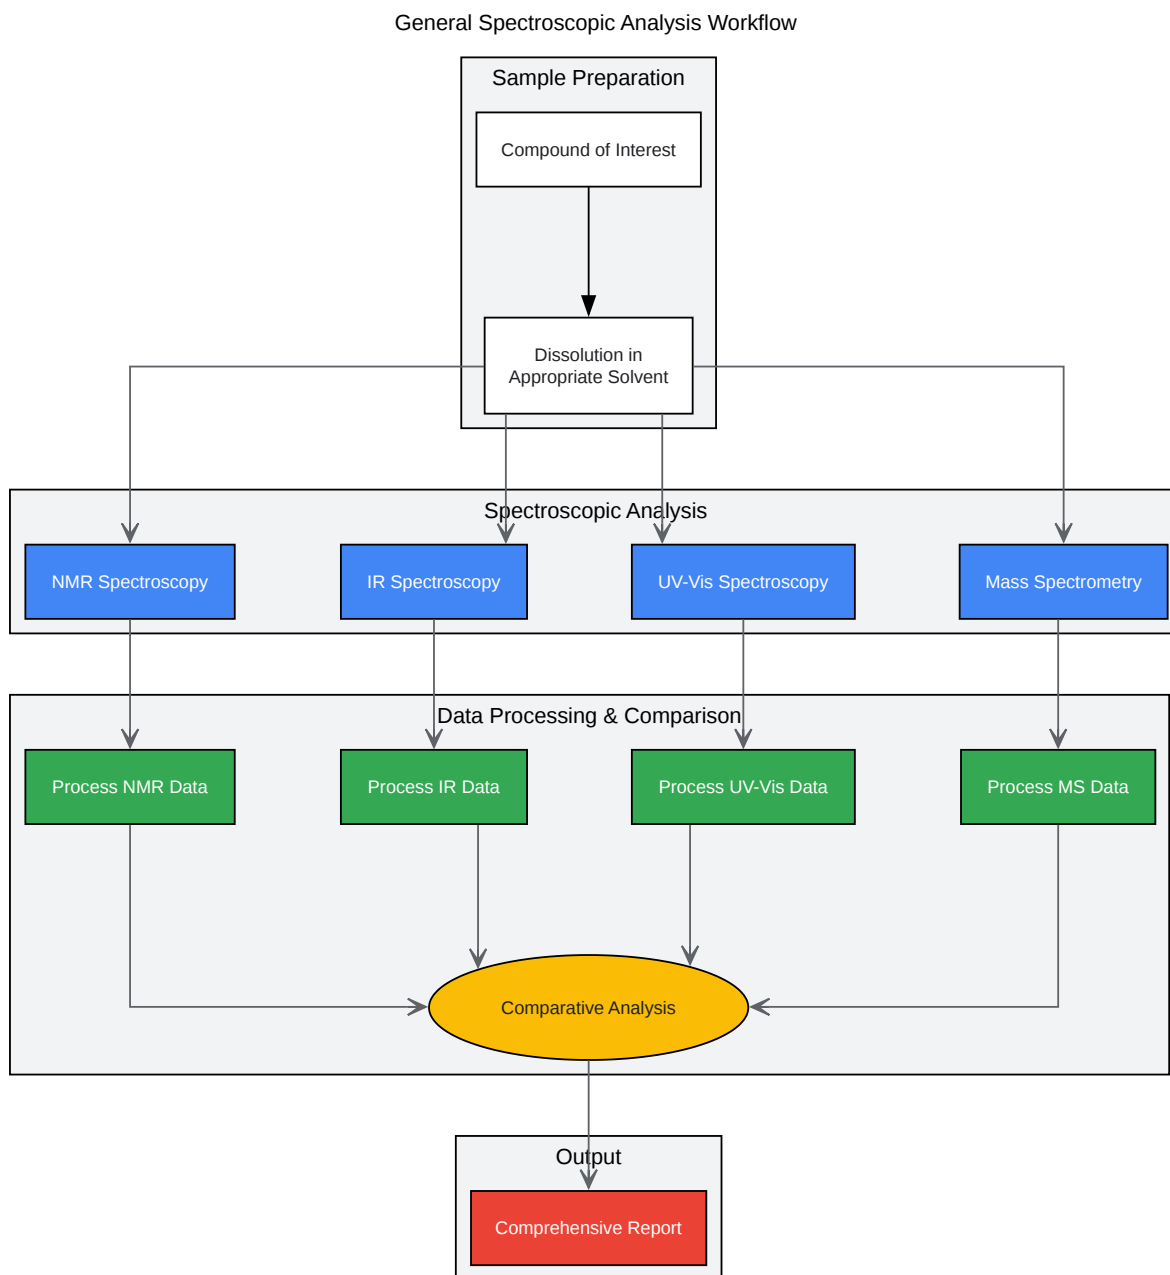 General Spectroscopic Analysis Workflow
Sample Preparation
Compound of Interest
Dissolution in
Appropriate Solvent
Spectroscopic Analysis
NMR Spectroscopy
IR Spectroscopy
UV-Vis Spectroscopy
Mass Spectrometry
Data Processing & Comparison
Process NMR Data
Process IR Data
Process UV-Vis Data
Process MS Data
Comparative Analysis
Output
Comprehensive Report